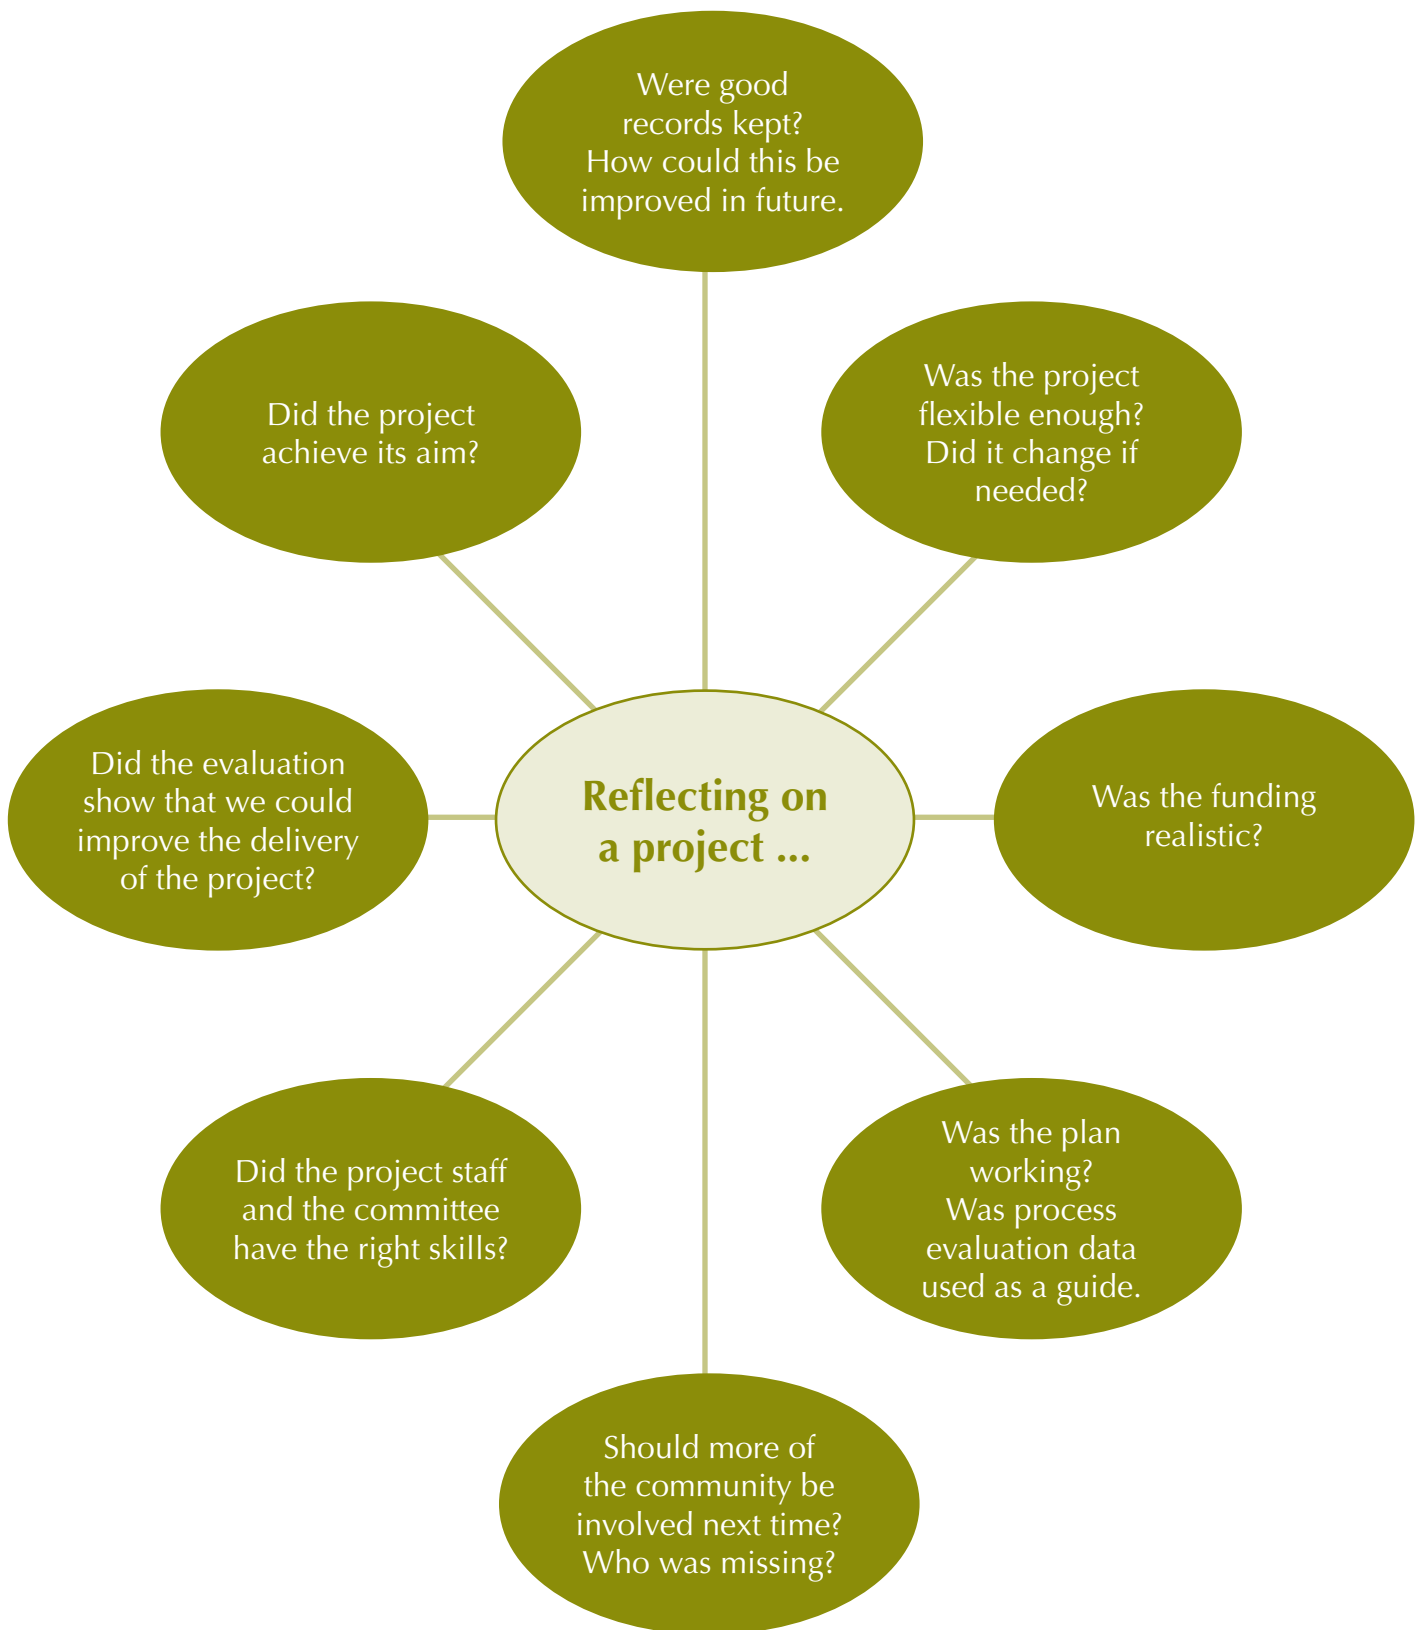 Were good
records kept?
How could this be
improved in future.
Did the project
achieve its aim?
Was the project
flexible enough?
Did it change if
needed?
Did the evaluation
show that we could
improve the delivery
of the project?
Reflecting on
a project ...
Was the funding
realistic?
Did the project staff
and the committee
have the right skills?
Was the plan
working?
Was process
evaluation data
used as a guide.
Should more of
the community be
involved next time?
Who was missing?